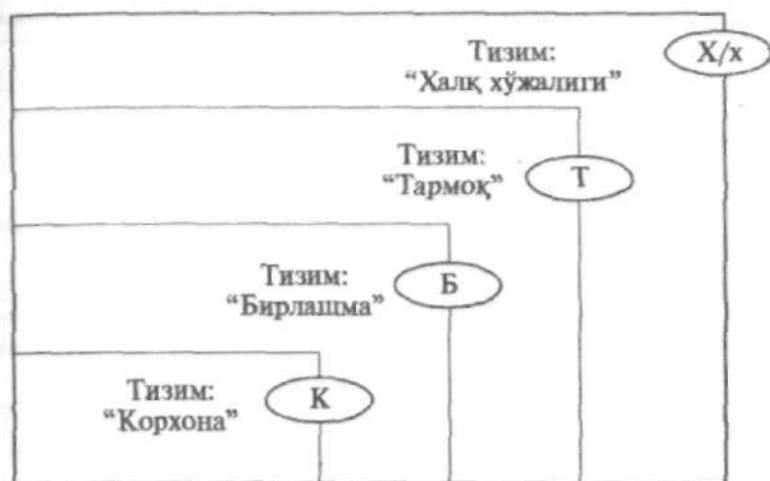 Тизим:
“Халқ хўжалиги”
Х/х
Тизим:
“Тармоқ”
Т
Тизим:
“Бирлашма”
Б
Тизим:
“Корхона”
К